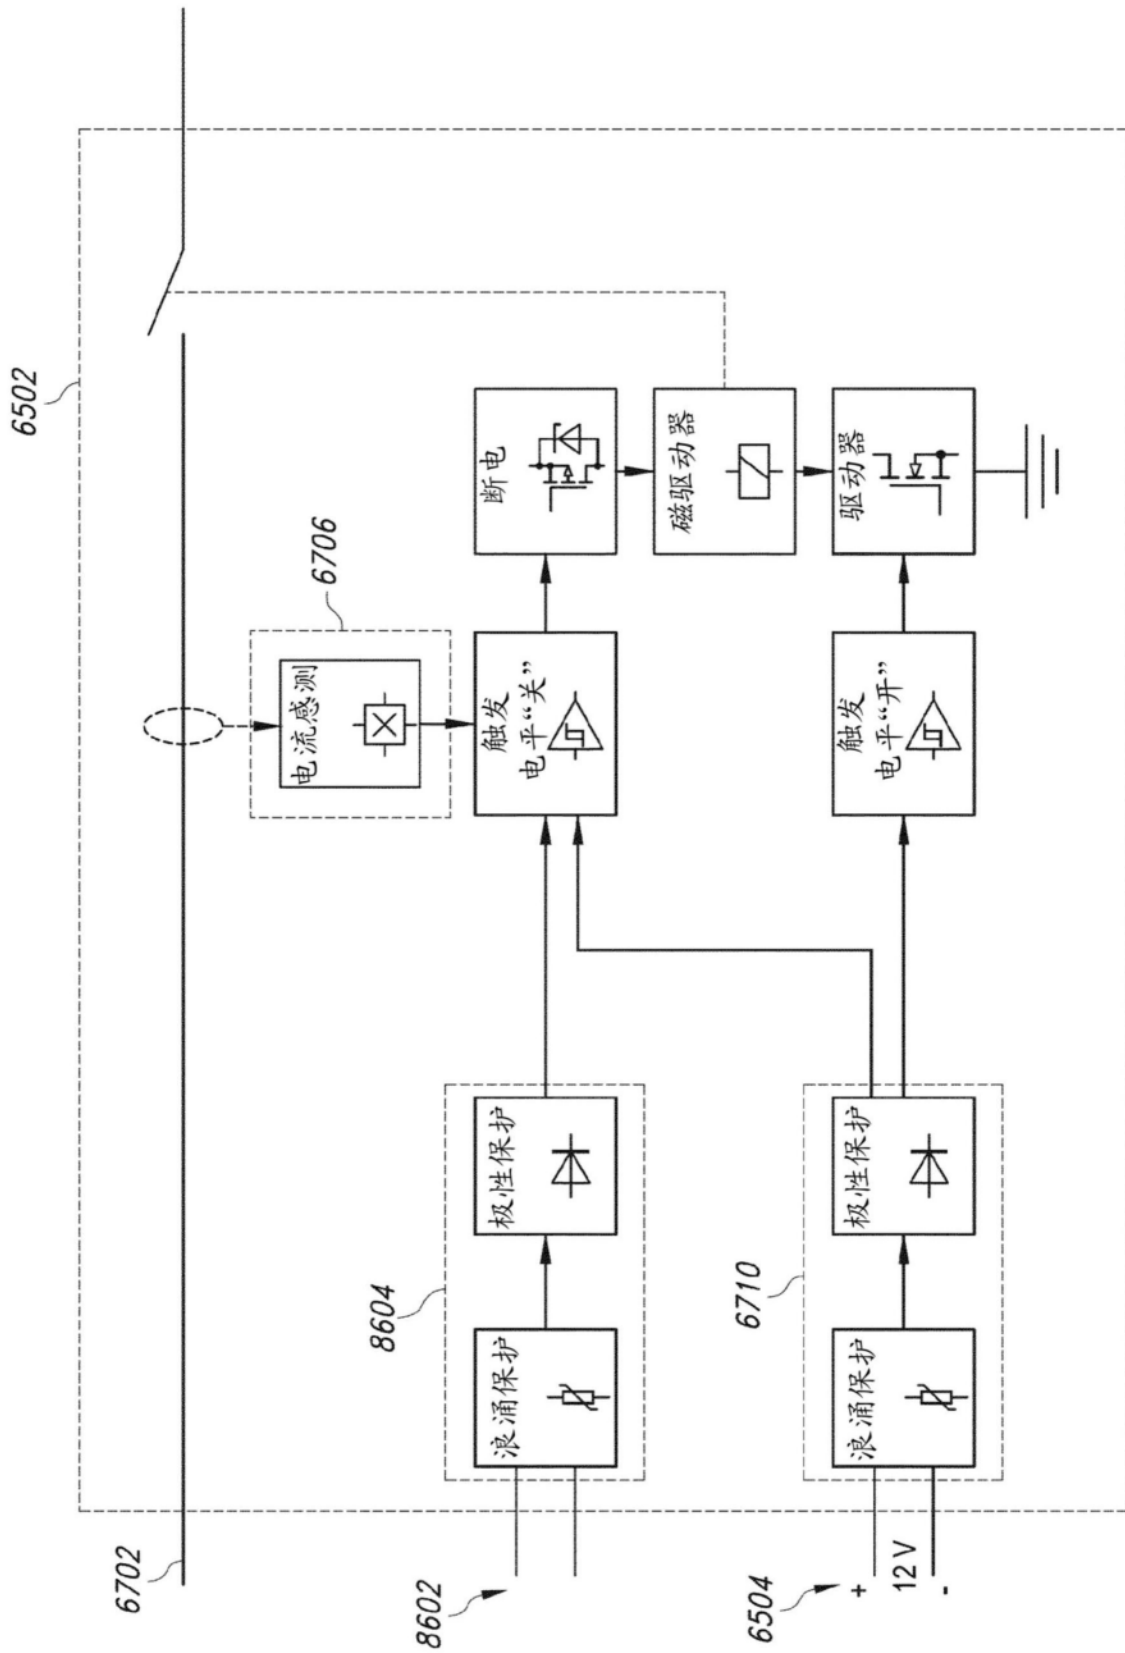 6502
6706
电流感测
断电
触发
电平“关”
磁驱动器
触发
电平“开”
驱动器
8604
极性保护
浪涌保护
6710
极性保护
浪涌保护
6702
8602
6504
+
12 V
-